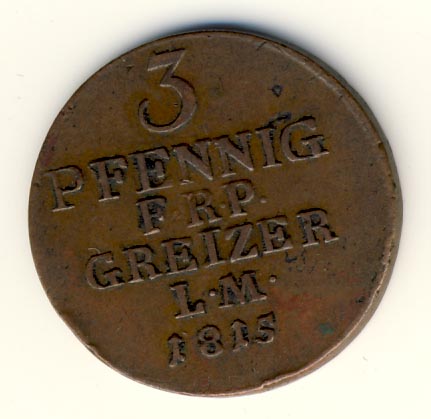 3
PFENNIG
F.R.P.
GREIZER
L·M·
1815